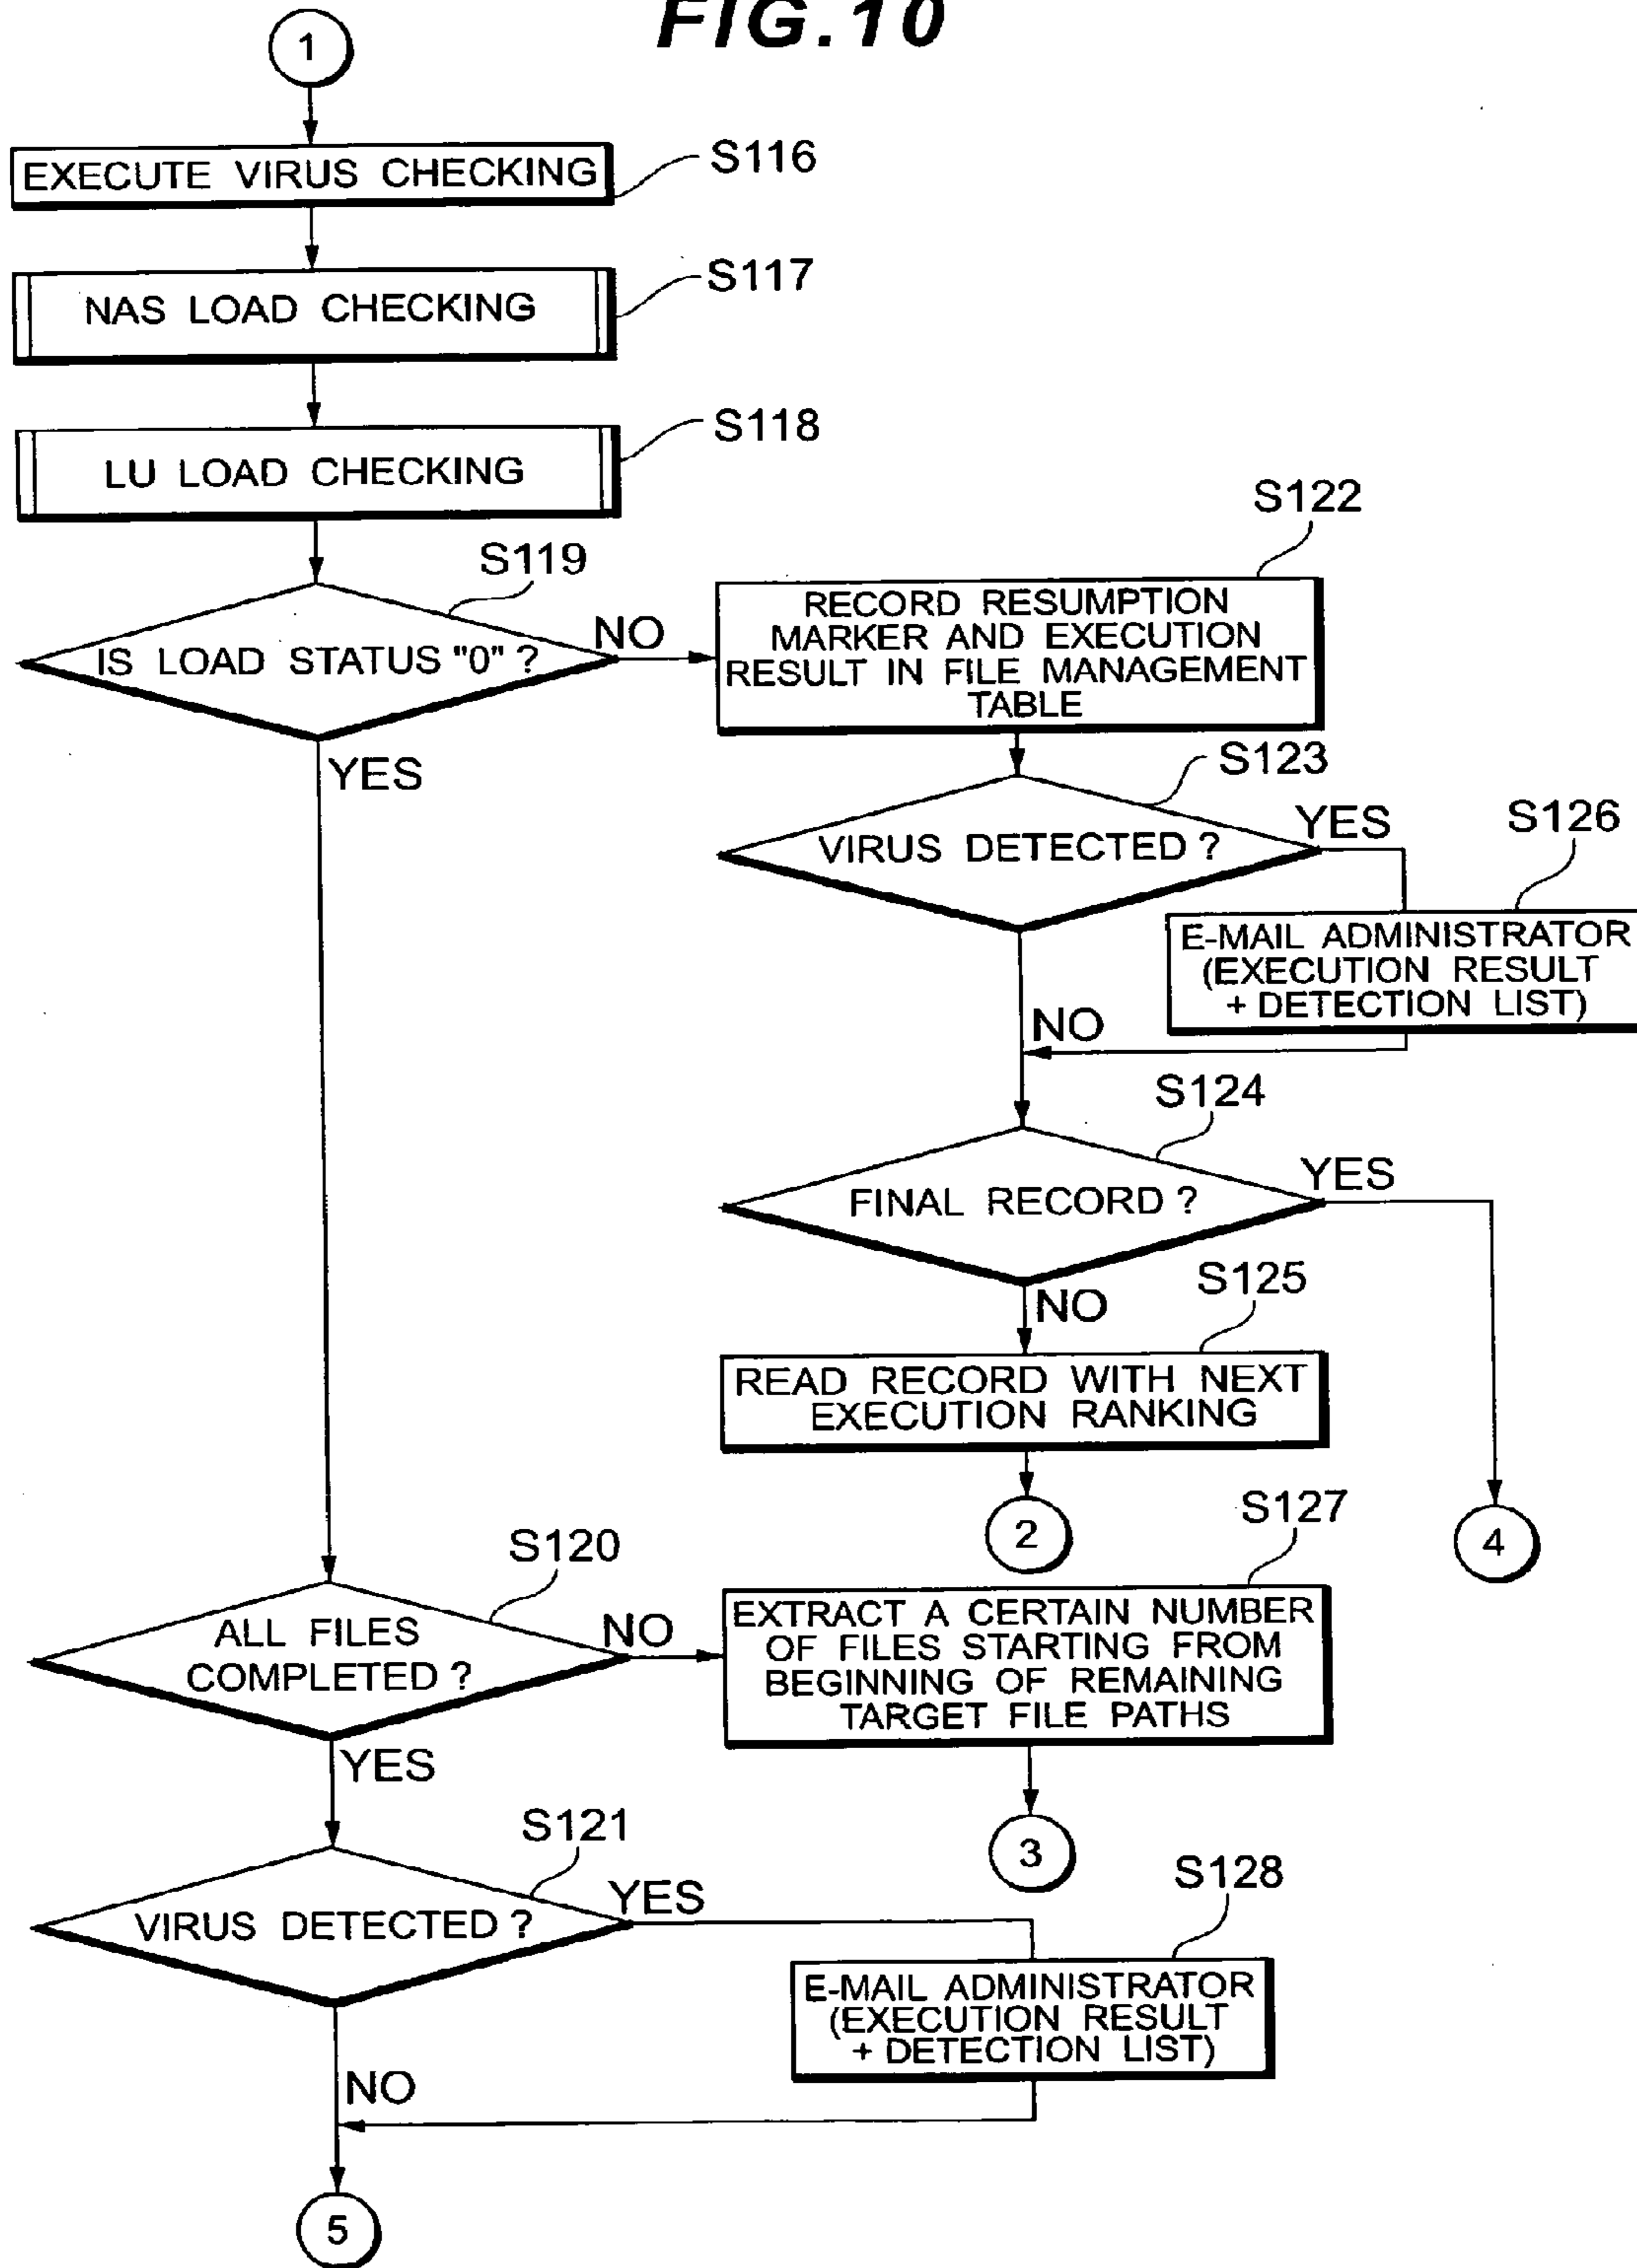 FIG.10
1
EXECUTE VIRUS CHECKING
S116
NAS LOAD CHECKING
S117
LU LOAD CHECKING
S118
S119
IS LOAD STATUS "0" ?
NO
YES
S122
RECORD RESUMPTION
MARKER AND EXECUTION
RESULT IN FILE MANAGEMENT
TABLE
S123
VIRUS DETECTED ?
YES
NO
S126
E-MAIL ADMINISTRATOR
(EXECUTION RESULT
+ DETECTION LIST)
S124
FINAL RECORD ?
YES
NO
S125
READ RECORD WITH NEXT
EXECUTION RANKING
2
4
S120
ALL FILES
COMPLETED ?
NO
YES
S127
EXTRACT A CERTAIN NUMBER
OF FILES STARTING FROM
BEGINNING OF REMAINING
TARGET FILE PATHS
3
S121
VIRUS DETECTED ?
YES
NO
S128
E-MAIL ADMINISTRATOR
(EXECUTION RESULT
+ DETECTION LIST)
5